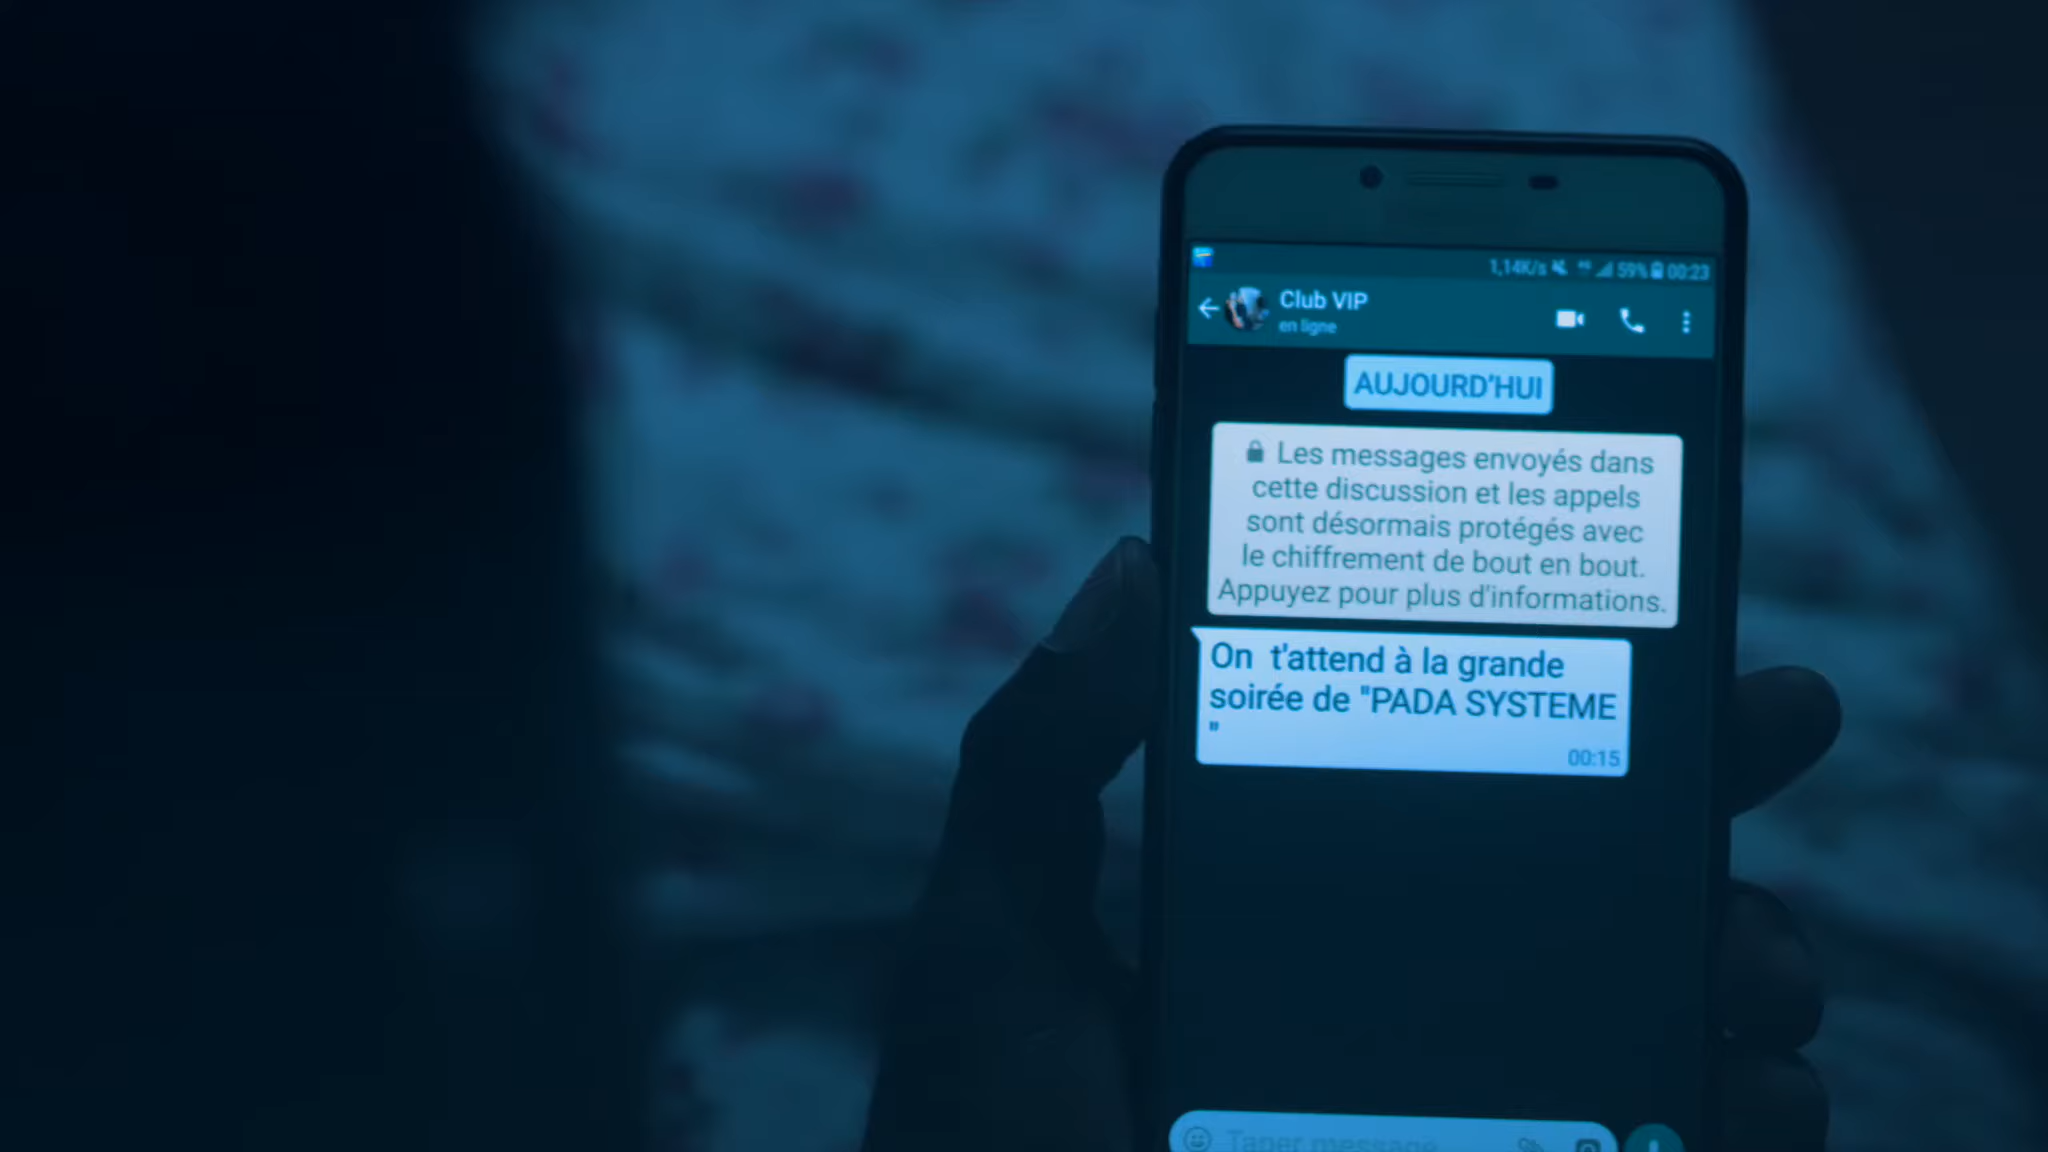 1,14K/s 59% 00:23
Club VIP
en ligne
AUJOURD'HUI
Les messages envoyés dans
cette discussion et les appels
sont désormais protégés avec
le chiffrement de bout en bout.
Appuyez pour plus d'informations.
On  t'attend à la grande
soirée de "PADA SYSTEME
"
00:15
Taper message